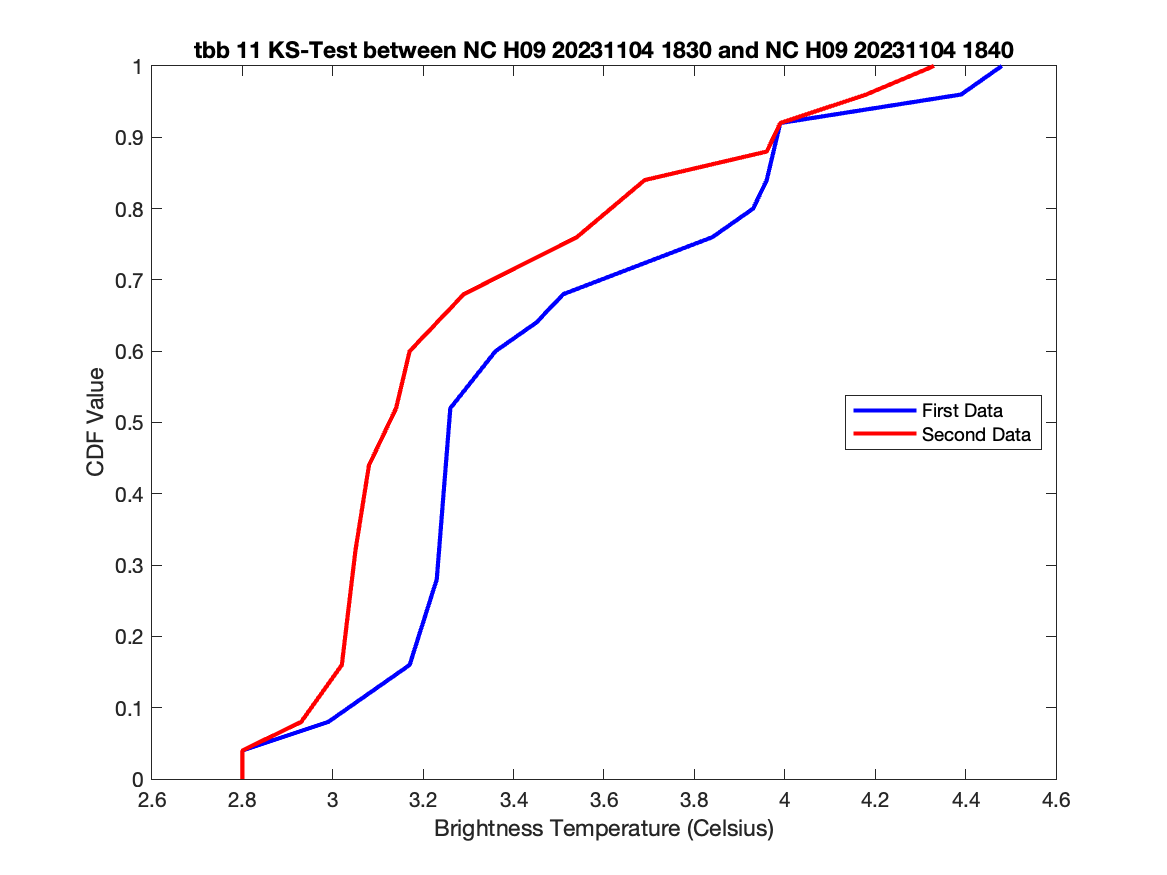 tbb 11 KS-Test between NC H09 20231104 1830 and NC H09 20231104 1840
1
0.9
0.8
0.7
0.6
0.5
0.4
0.3
0.2
0.1
0
CDF Value
First Data
Second Data
2.6 2.8 3 3.2 3.4 3.6 3.8 4 4.2 4.4 4.6
Brightness Temperature (Celsius)